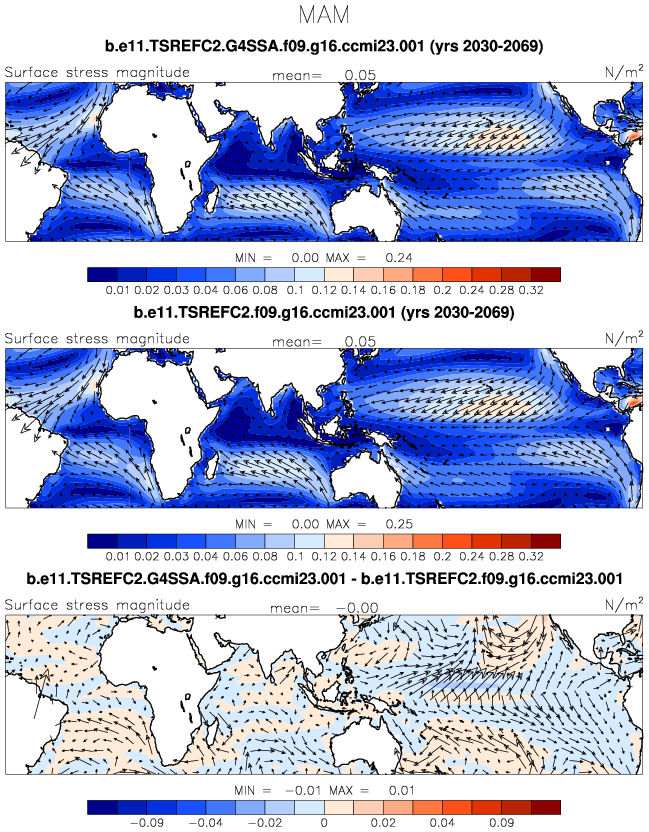 MAM
b.e11.TSREFC2.G4SSA.f09.g16.ccmi23.001 (yrs 2030-2069)
Surface stress magnitude mean= 0.05 N/m²
MIN = 0.00 MAX = 0.24
0.01 0.02 0.03 0.04 0.06 0.08 0.1 0.12 0.14 0.16 0.18 0.2 0.24 0.28 0.32
b.e11.TSREFC2.f09.g16.ccmi23.001 (yrs 2030-2069)
Surface stress magnitude mean= 0.05 N/m²
MIN = 0.00 MAX = 0.25
0.01 0.02 0.03 0.04 0.06 0.08 0.1 0.12 0.14 0.16 0.18 0.2 0.24 0.28 0.32
b.e11.TSREFC2.G4SSA.f09.g16.ccmi23.001 - b.e11.TSREFC2.f09.g16.ccmi23.001
Surface stress magnitude mean= −0.00 N/m²
MIN = −0.01 MAX = 0.01
−0.09 −0.04 −0.02 0 0.02 0.04 0.09